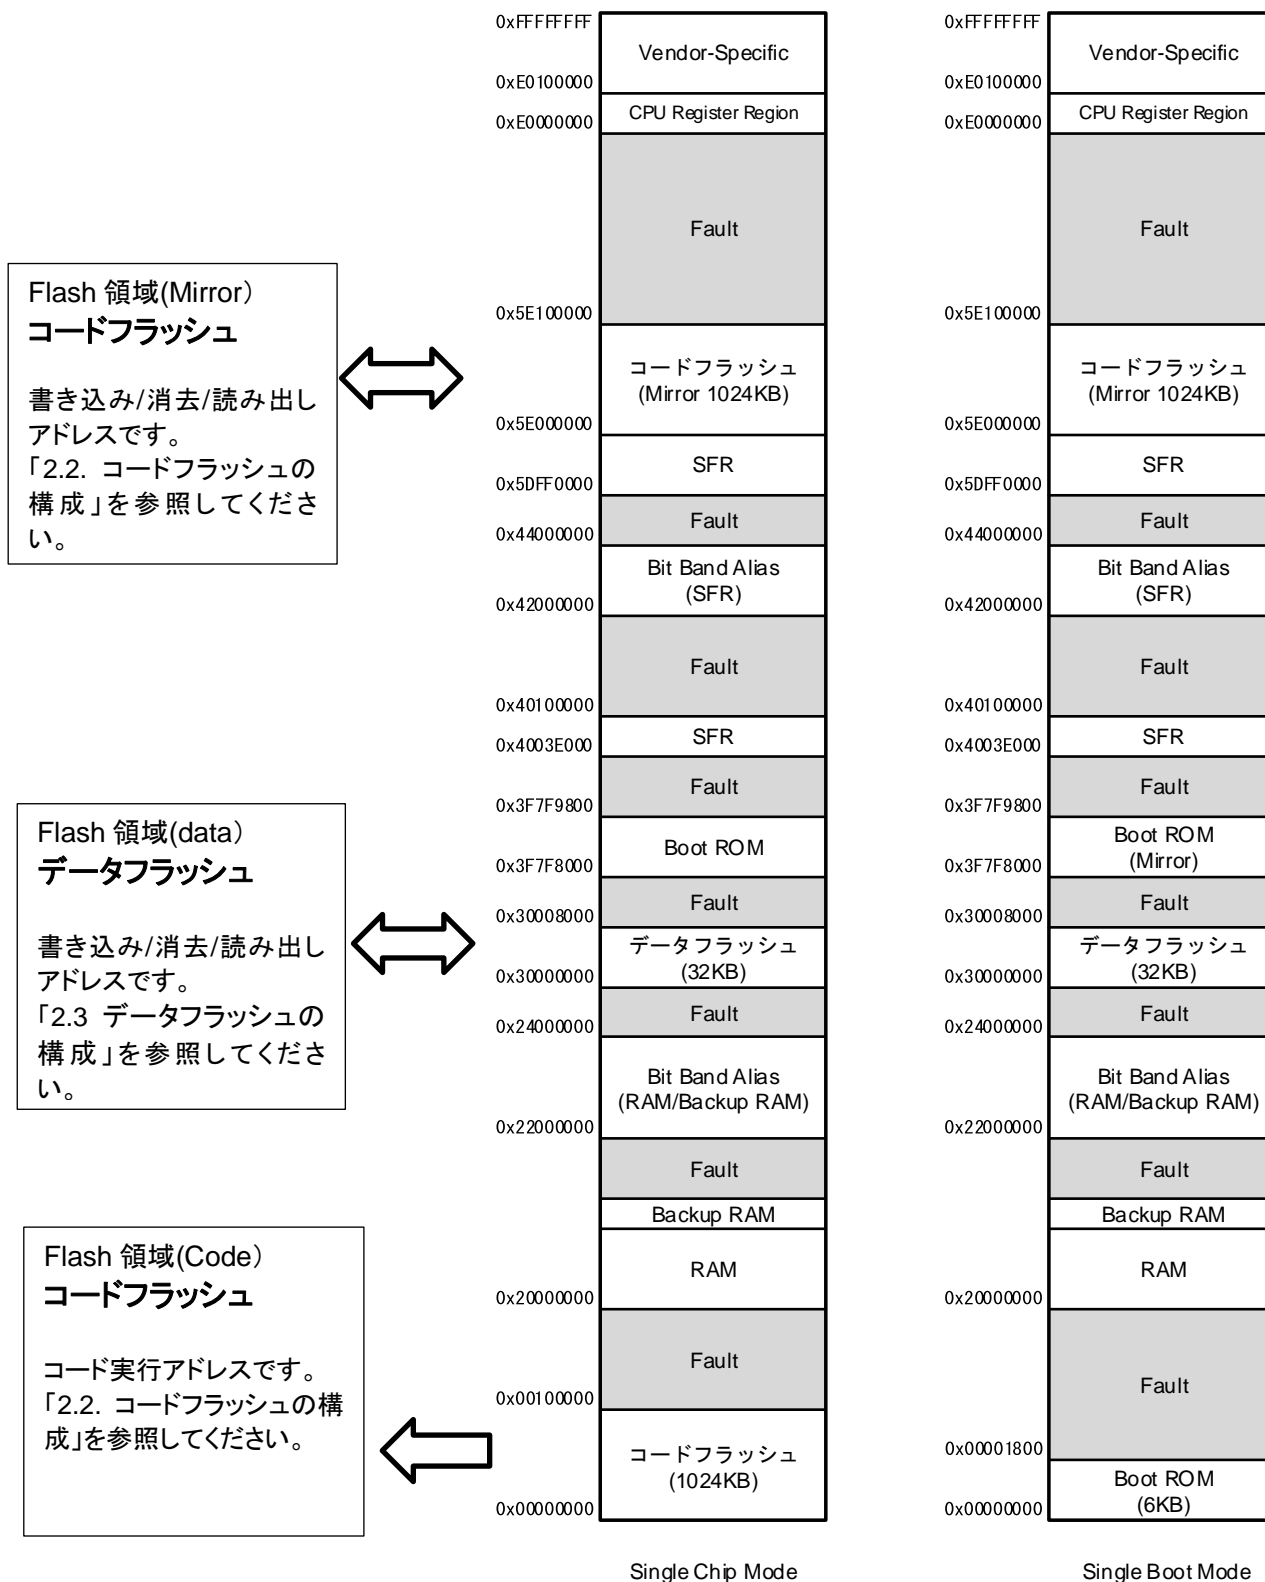 Flash 領域(Mirror)
コードフラッシュ
書き込み/消去/読み出し
アドレスです。
「2.2. コードフラッシュの
構成」を参照してくださ
い。
Flash 領域(data)
データフラッシュ
書き込み/消去/読み出し
アドレスです。
「2.3 データフラッシュの
構成」を参照してくださ
い。
Flash 領域(Code)
コードフラッシュ
コード実行アドレスです。
「2.2. コードフラッシュの構
成」を参照してください。
0xFFFFFFFF
Vendor-Specific
0xE0100000
CPU Register Region
0xE0000000
Fault
0x5E100000
コードフラッシュ
(Mirror 1024KB)
0x5E000000
SFR
0x5DFF0000
Fault
0x44000000
Bit Band Alias
(SFR)
0x42000000
Fault
0x40100000
SFR
0x4003E000
Fault
0x3F7F9800
Boot ROM
0x3F7F8000
Fault
0x30008000
データフラッシュ
(32KB)
0x30000000
Fault
0x24000000
Bit Band Alias
(RAM/Backup RAM)
0x22000000
Fault
Backup RAM
RAM
0x20000000
Fault
0x00100000
コードフラッシュ
(1024KB)
0x00000000
Single Chip Mode
0xFFFFFFFF
Vendor-Specific
0xE0100000
CPU Register Region
0xE0000000
Fault
0x5E100000
コードフラッシュ
(Mirror 1024KB)
0x5E000000
SFR
0x5DFF0000
Fault
0x44000000
Bit Band Alias
(SFR)
0x42000000
Fault
0x40100000
SFR
0x4003E000
Fault
0x3F7F9800
Boot ROM
(Mirror)
0x3F7F8000
Fault
0x30008000
データフラッシュ
(32KB)
0x30000000
Fault
0x24000000
Bit Band Alias
(RAM/Backup RAM)
0x22000000
Fault
Backup RAM
RAM
0x20000000
Fault
0x00001800
Boot ROM
(6KB)
0x00000000
Single Boot Mode